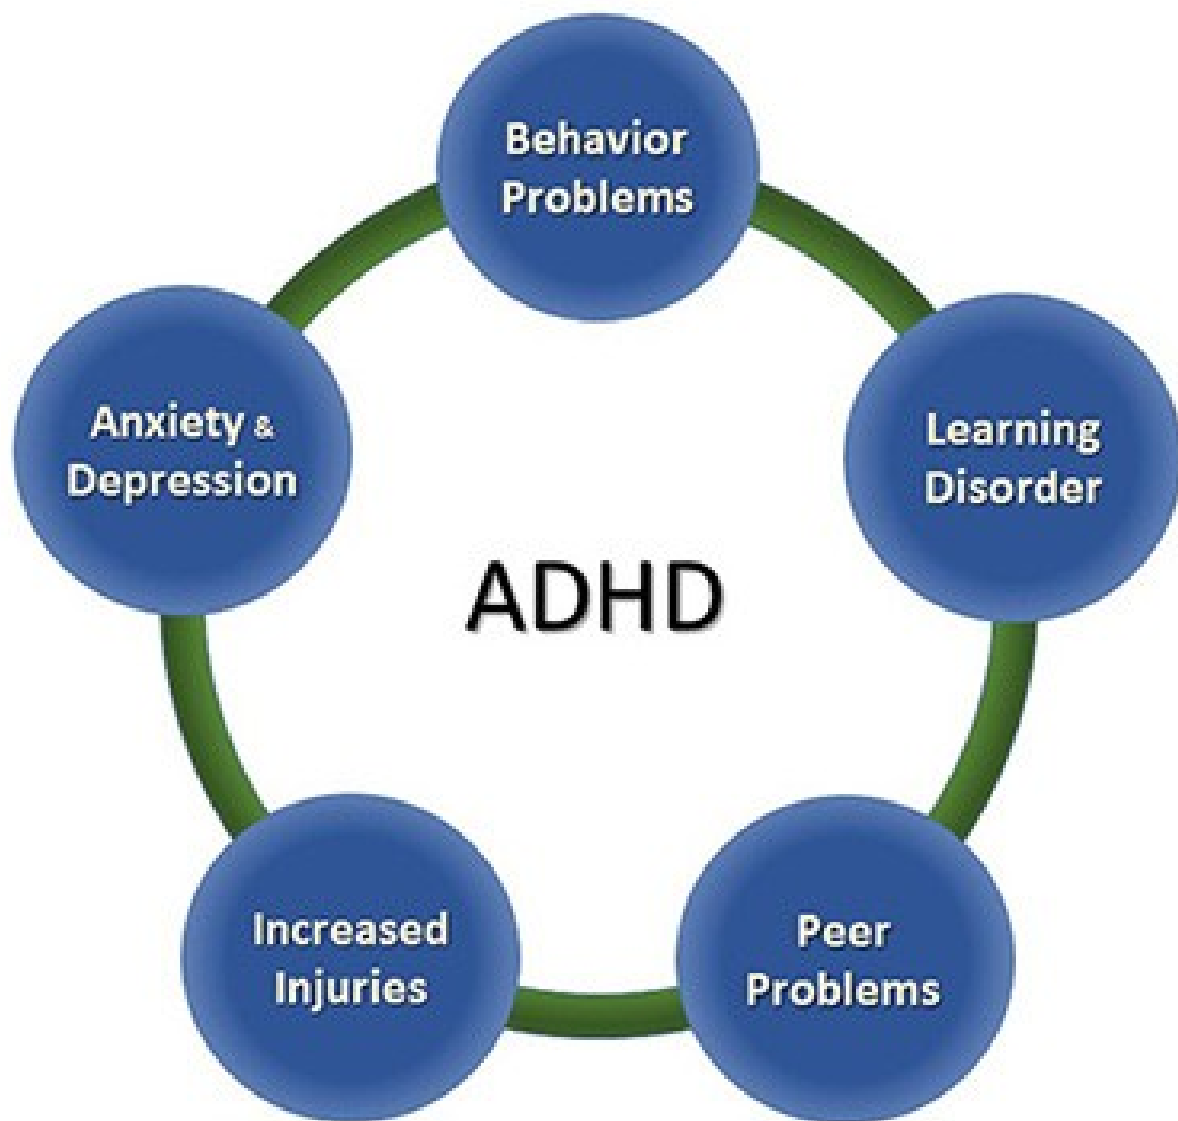 Behavior
Problems
Learning
Disorder
Peer
Problems
Increased
Injuries
Anxiety &
Depression
ADHD